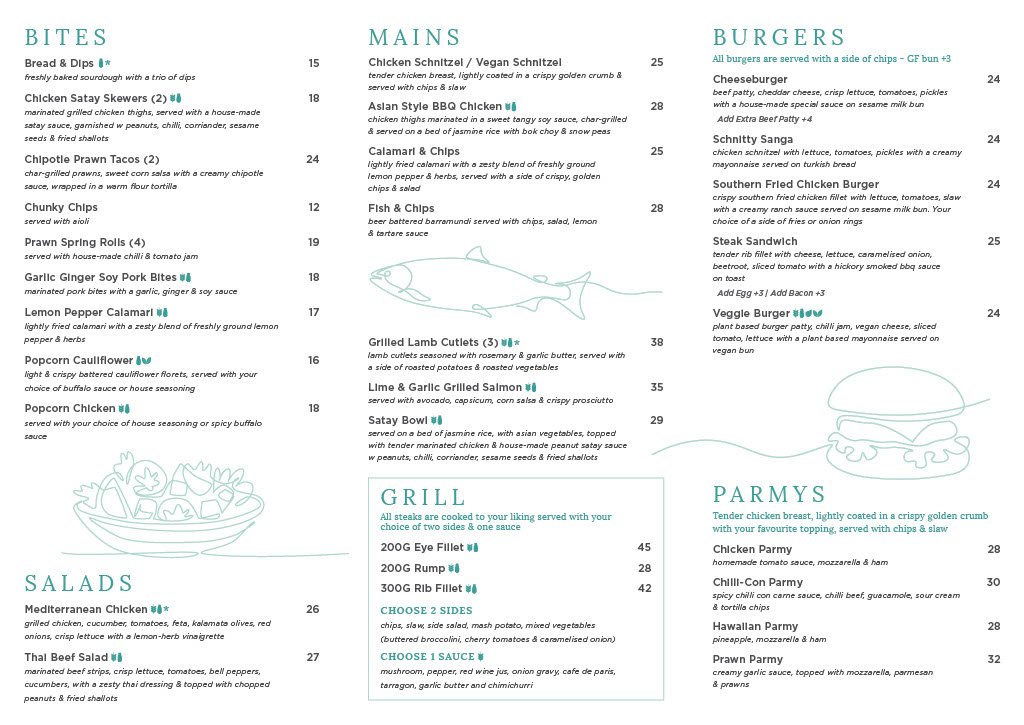 BITES
Bread & Dips * 15
freshly baked sourdough with a trio of dips
Chicken Satay Skewers (2) 18
marinated grilled chicken thighs, served with a house-made
satay sauce, garnished w peanuts, chilli, corriander, sesame
seeds & fried shallots
Chipotle Prawn Tacos (2) 24
char-grilled prawns, sweet corn salsa with a creamy chipotle
sauce, wrapped in a warm flour tortilla
Chunky Chips 12
served with aioli
Prawn Spring Rolls (4) 19
served with house-made chilli & tomato jam
Garlic Ginger Soy Pork Bites 18
marinated pork bites with a garlic, ginger & soy sauce
Lemon Pepper Calamari 17
lightly fried calamari with a zesty blend of freshly ground lemon
pepper & herbs
Popcorn Cauliflower 16
light & crispy battered cauliflower florets, served with your
choice of buffalo sauce or house seasoning
Popcorn Chicken 18
served with your choice of house seasoning or spicy buffalo
sauce
SALADS
Mediterranean Chicken * 26
grilled chicken, cucumber, tomatoes, feta, kalamata olives, red
onions, crisp lettuce with a lemon-herb vinaigrette
Thai Beef Salad 27
marinated beef strips, crisp lettuce, tomatoes, bell peppers,
cucumbers, with a zesty thai dressing & topped with chopped
peanuts & fried shallots
MAINS
Chicken Schnitzel / Vegan Schnitzel 25
tender chicken breast, lightly coated in a crispy golden crumb &
served with chips & slaw
Asian Style BBQ Chicken 28
chicken thighs marinated in a sweet tangy soy sauce, char-grilled
& served on a bed of jasmine rice with bok choy & snow peas
Calamari & Chips 25
lightly fried calamari with a zesty blend of freshly ground
lemon pepper & herbs, served with a side of crispy, golden
chips & salad
Fish & Chips 28
beer battered barramundi served with chips, salad, lemon
& tartare sauce
Grilled Lamb Cutlets (3) * 38
lamb cutlets seasoned with rosemary & garlic butter, served with
a side of roasted potatoes & roasted vegetables
Lime & Garlic Grilled Salmon 35
served with avocado, capsicum, corn salsa & crispy prosciutto
Satay Bowl 29
served on a bed of jasmine rice, with asian vegetables, topped
with tender marinated chicken & house-made peanut satay sauce
w peanuts, chilli, corriander, sesame seeds & fried shallots
GRILL
All steaks are cooked to your liking served with your
choice of two sides & one sauce
200G Eye Fillet 45
200G Rump 28
300G Rib Fillet 42
CHOOSE 2 SIDES
chips, slaw, side salad, mash potato, mixed vegetables
(buttered broccolini, cherry tomatoes & caramelised onion)
CHOOSE 1 SAUCE
mushroom, pepper, red wine jus, onion gravy, cafe de paris,
tarragon, garlic butter and chimichurri
BURGERS
All burgers are served with a side of chips - GF bun +3
Cheeseburger 24
beef patty, cheddar cheese, crisp lettuce, tomatoes, pickles
with a house-made special sauce on sesame milk bun
Add Extra Beef Patty +4
Schnitty Sanga 24
chicken schnitzel with lettuce, tomatoes, pickles with a creamy
mayonnaise served on turkish bread
Southern Fried Chicken Burger 24
crispy southern fried chicken fillet with lettuce, tomatoes, slaw
with a creamy ranch sauce served on sesame milk bun. Your
choice of a side of fries or onion rings
Steak Sandwich 25
tender rib fillet with cheese, lettuce, caramelised onion,
beetroot, sliced tomato with a hickory smoked bbq sauce
on toast
Add Egg +3 | Add Bacon +3
Veggie Burger 24
plant based burger patty, chilli jam, vegan cheese, sliced
tomato, lettuce with a plant based mayonnaise served on
vegan bun
PARMYS
Tender chicken breast, lightly coated in a crispy golden crumb
with your favourite topping, served with chips & slaw
Chicken Parmy 28
homemade tomato sauce, mozzarella & ham
Chilli-Con Parmy 30
spicy chilli con carne sauce, chilli beef, guacamole, sour cream
& tortilla chips
Hawaiian Parmy 28
pineapple, mozzarella & ham
Prawn Parmy 32
creamy garlic sauce, topped with mozzarella, parmesan
& prawns